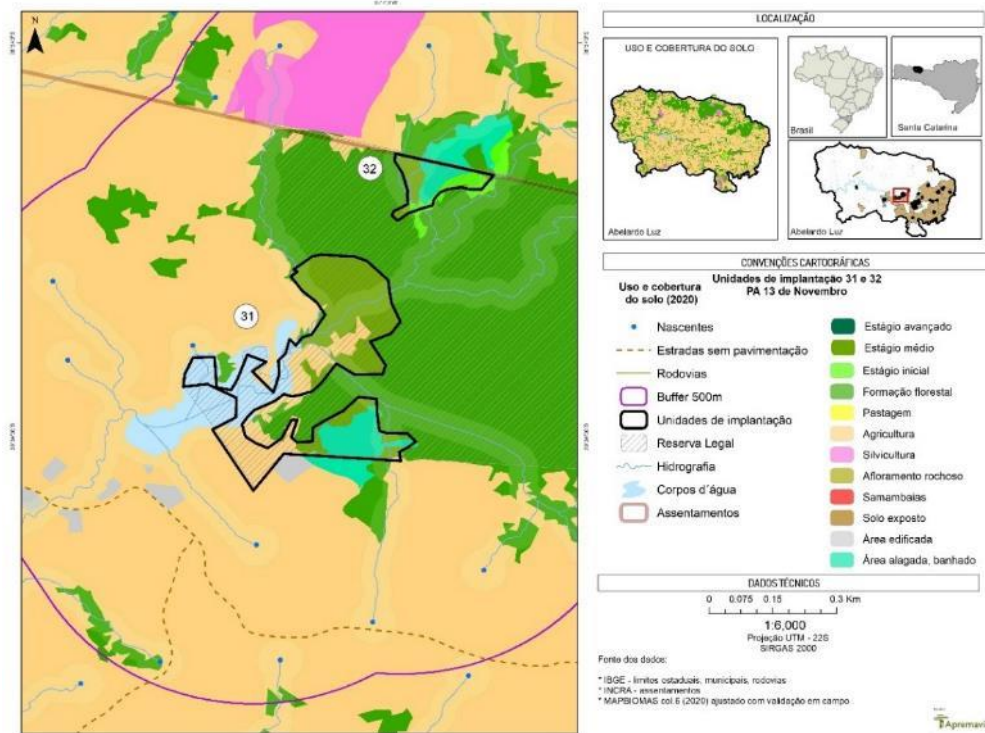 N
32
31
LOCALIZAÇÃO
USO E COBERTURA DO SOLO
Abelardo Luz
Brasil
Santa Catarina
Abelardo Luz
CONVENÇÕES CARTOGRÁFICAS
Unidades de implantação 31 e 32
PA 13 de Novembro
Uso e cobertura
do solo (2020)
Nascentes
Estradas sem pavimentação
Rodovias
Buffer 500m
Unidades de implantação
Reserva Legal
Hidrografia
Corpos d´água
Assentamentos
Estágio avançado
Estágio médio
Estágio inicial
Formação florestal
Pastagem
Agricultura
Silvicultura
Afloramento rochoso
Samambaias
Solo exposto
Área edificada
Área alagada, banhado
DADOS TÉCNICOS
0 0.075 0.15 0.3 Km
1:6,000
Projeção UTM - 22S
SIRGAS 2000
Fonte dos dados:
* IBGE - limites estaduais, municipais, rodovias
* INCRA - assentamentos
* MAPBIOMAS col.6 (2020) ajustado com validação em campo
Apremavi